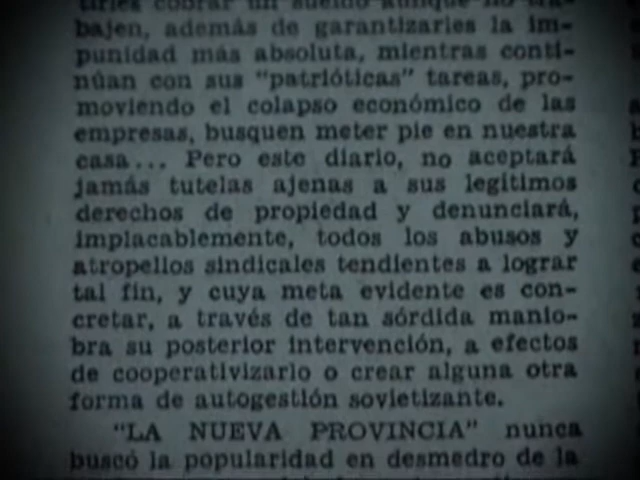 tirles cobrar un sueldo aunque no tra-
bajen, además de garantizarles la im-
punidad más absoluta, mientras conti-
núan con sus "patrióticas" tareas, pro-
moviendo el colapso económico de las
empresas, busquen meter pie en nuestra
casa... Pero este diario, no aceptará
jamás tutelas ajenas a sus legítimos
derechos de propiedad y denunciará,
implacablemente, todos los abusos y
atropellos sindicales tendientes a lograr
tal fin, y cuya meta evidente es con-
cretar, a través de tan sórdida manio-
bra su posterior intervención, a efectos
de cooperativizarlo o crear alguna otra
forma de autogestión sovietizante.
"LA NUEVA PROVINCIA" nunca
buscó la popularidad en desmedro de la